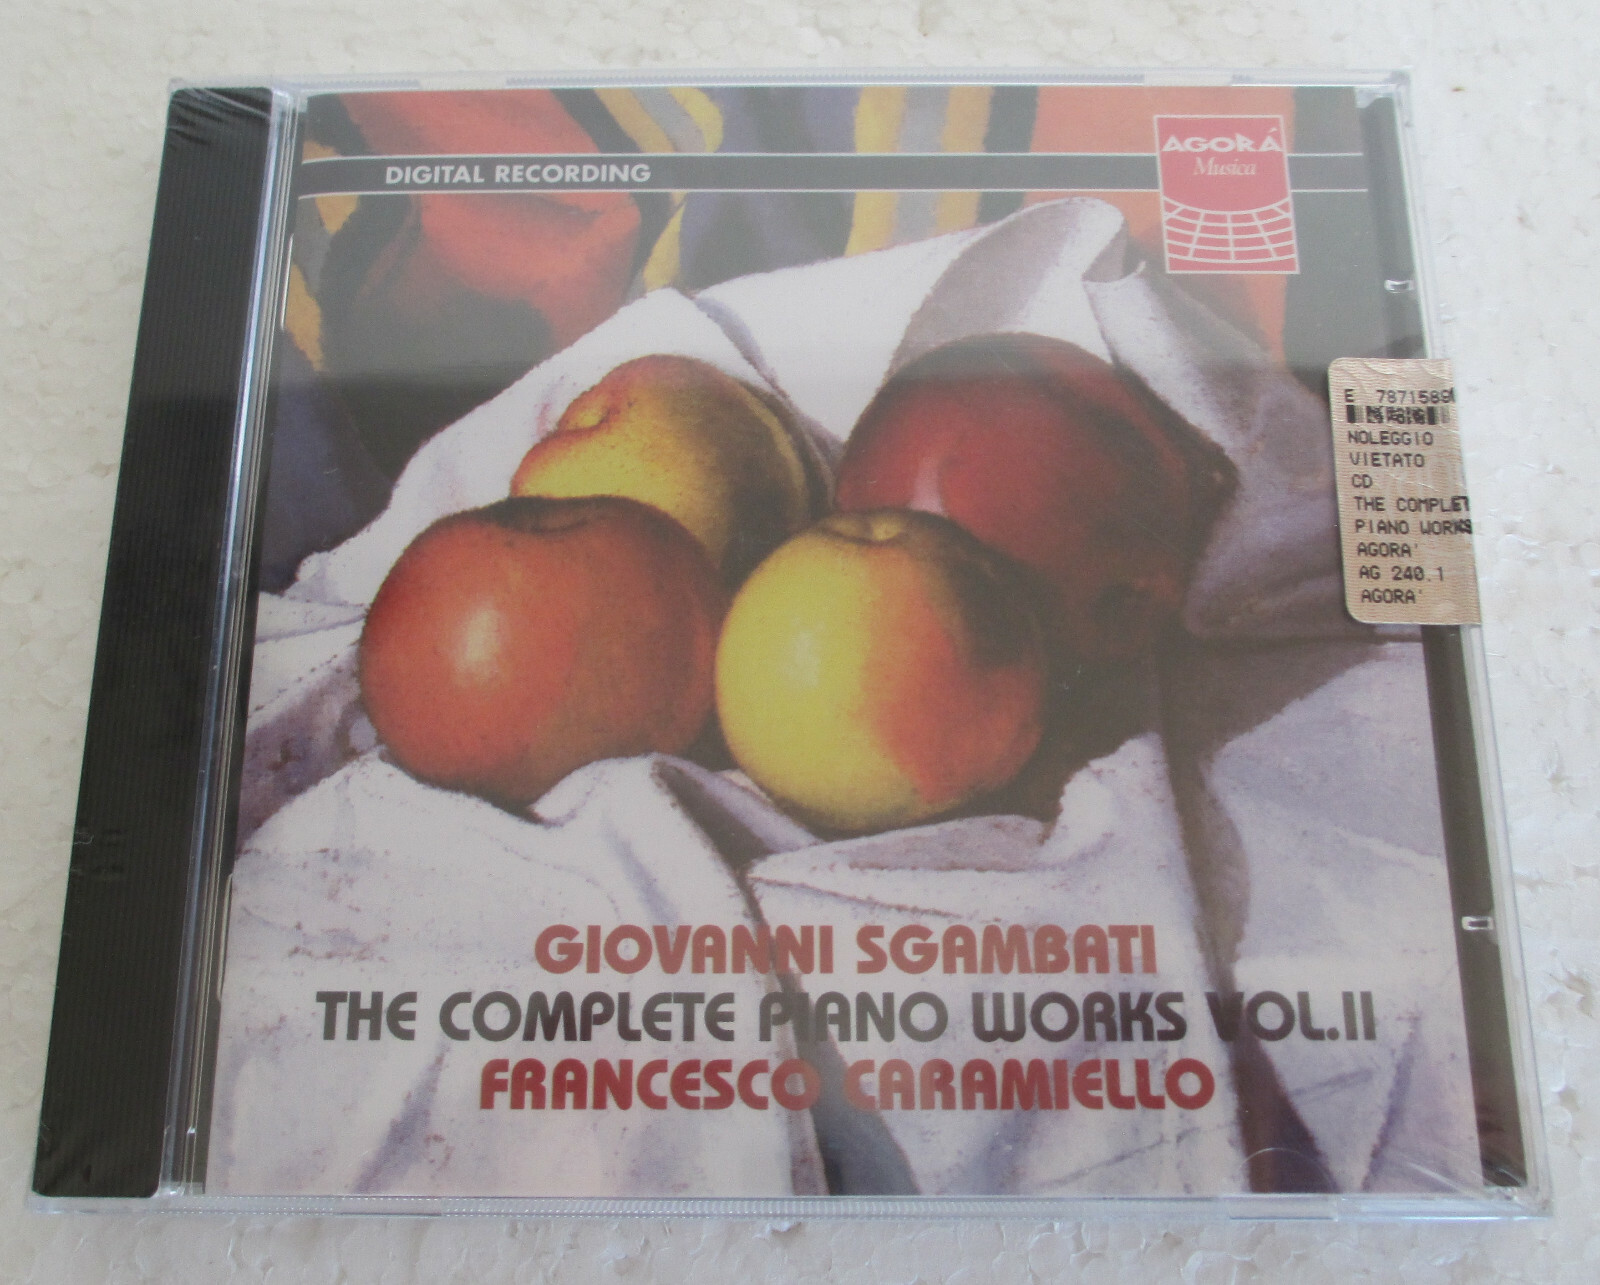 DIGITAL RECORDING
AGORÁ
Musica
E 7871589
NOLEGGIO
VIETATO
CD
THE COMPLET
PIANO WORKS
AGORA'
AG 240.1
AGORA'
GIOVANNI SGAMBATI
THE COMPLETE PIANO WORKS VOL.II
FRANCESCO CARAMIELLO